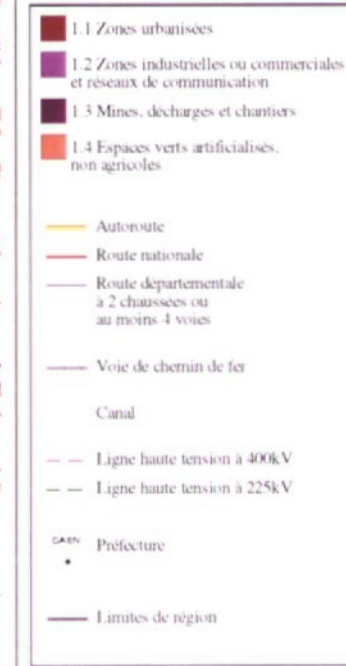 1.1 Zones urbanisées
1.2 Zones industrielles ou commerciales
et réseaux de communication
1.3 Mines, décharges et chantiers
1.4 Espaces verts artificialisés,
non agricoles
Autoroute
Route nationale
Route départementale
à 2 chaussées ou
au moins 4 voies
Voie de chemin de fer
Canal
Ligne haute tension à 400kV
Ligne haute tension à 225kV
CAEN Préfecture
Limites de région